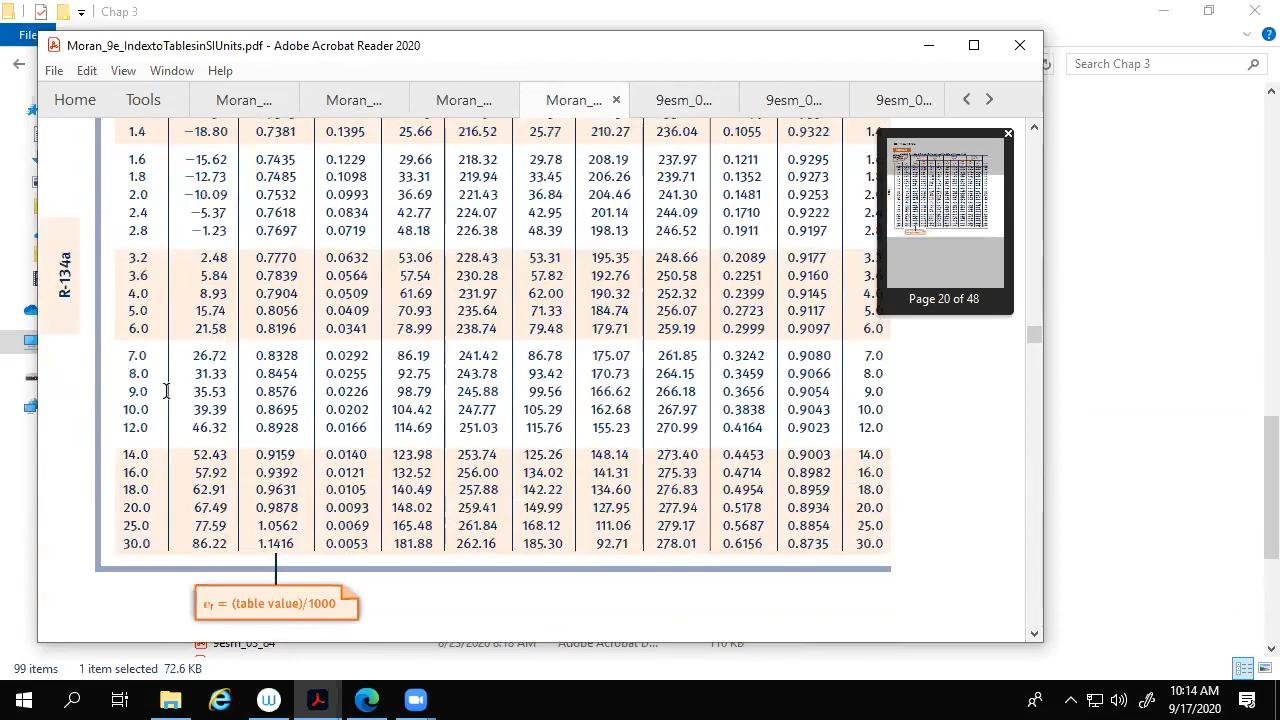 Chap 3
File
Moran_9e_IndextoTablesinSIUnits.pdf - Adobe Acrobat Reader 2020
Search Chap 3
File Edit View Window Help
Home Tools Moran_... Moran_... Moran_... Moran_... 9esm_0... 9esm_0... 9esm_0...
1.4 −18.80 0.7381 0.1395 25.66 216.52 25.77 210.27 236.04 0.1055 0.9322 1.4
1.6 −15.62 0.7435 0.1229 29.66 218.32 29.78 208.19 237.97 0.1211 0.9295
1.8 −12.73 0.7485 0.1098 33.31 219.94 33.45 206.26 239.71 0.1352 0.9273
2.0 −10.09 0.7532 0.0993 36.69 221.43 36.84 204.46 241.30 0.1481 0.9253
2.4 −5.37 0.7618 0.0834 42.77 224.07 42.95 201.14 244.09 0.1710 0.9222
2.8 −1.23 0.7697 0.0719 48.18 226.38 48.39 198.13 246.52 0.1911 0.9197
R-134a
3.2 2.48 0.7770 0.0632 53.06 228.43 53.31 195.35 248.66 0.2089 0.9177
3.6 5.84 0.7839 0.0564 57.54 230.28 57.82 192.76 250.58 0.2251 0.9160
4.0 8.93 0.7904 0.0509 61.69 231.97 62.00 190.32 252.32 0.2399 0.9145
5.0 15.74 0.8056 0.0409 70.93 235.64 71.33 184.74 256.07 0.2723 0.9117
6.0 21.58 0.8196 0.0341 78.99 238.74 79.48 179.71 259.19 0.2999 0.9097 6.0
Page 20 of 48
7.0 26.72 0.8328 0.0292 86.19 241.42 86.78 175.07 261.85 0.3242 0.9080 7.0
8.0 31.33 0.8454 0.0255 92.75 243.78 93.42 170.73 264.15 0.3459 0.9066 8.0
9.0 35.53 0.8576 0.0226 98.79 245.88 99.56 166.62 266.18 0.3656 0.9054 9.0
10.0 39.39 0.8695 0.0202 104.42 247.77 105.29 162.68 267.97 0.3838 0.9043 10.0
12.0 46.32 0.8928 0.0166 114.69 251.03 115.76 155.23 270.99 0.4164 0.9023 12.0
14.0 52.43 0.9159 0.0140 123.98 253.74 125.26 148.14 273.40 0.4453 0.9003 14.0
16.0 57.92 0.9392 0.0121 132.52 256.00 134.02 141.31 275.33 0.4714 0.8982 16.0
18.0 62.91 0.9631 0.0105 140.49 257.88 142.22 134.60 276.83 0.4954 0.8959 18.0
20.0 67.49 0.9878 0.0093 148.02 259.41 149.99 127.95 277.94 0.5178 0.8934 20.0
25.0 77.59 1.0562 0.0069 165.48 261.84 168.12 111.06 279.17 0.5687 0.8854 25.0
30.0 86.22 1.1416 0.0053 181.88 262.16 185.30 92.71 278.01 0.6156 0.8735 30.0
vf = (table value)/1000
99 items 1 item selected 72.6 KB
10:14 AM
9/17/2020